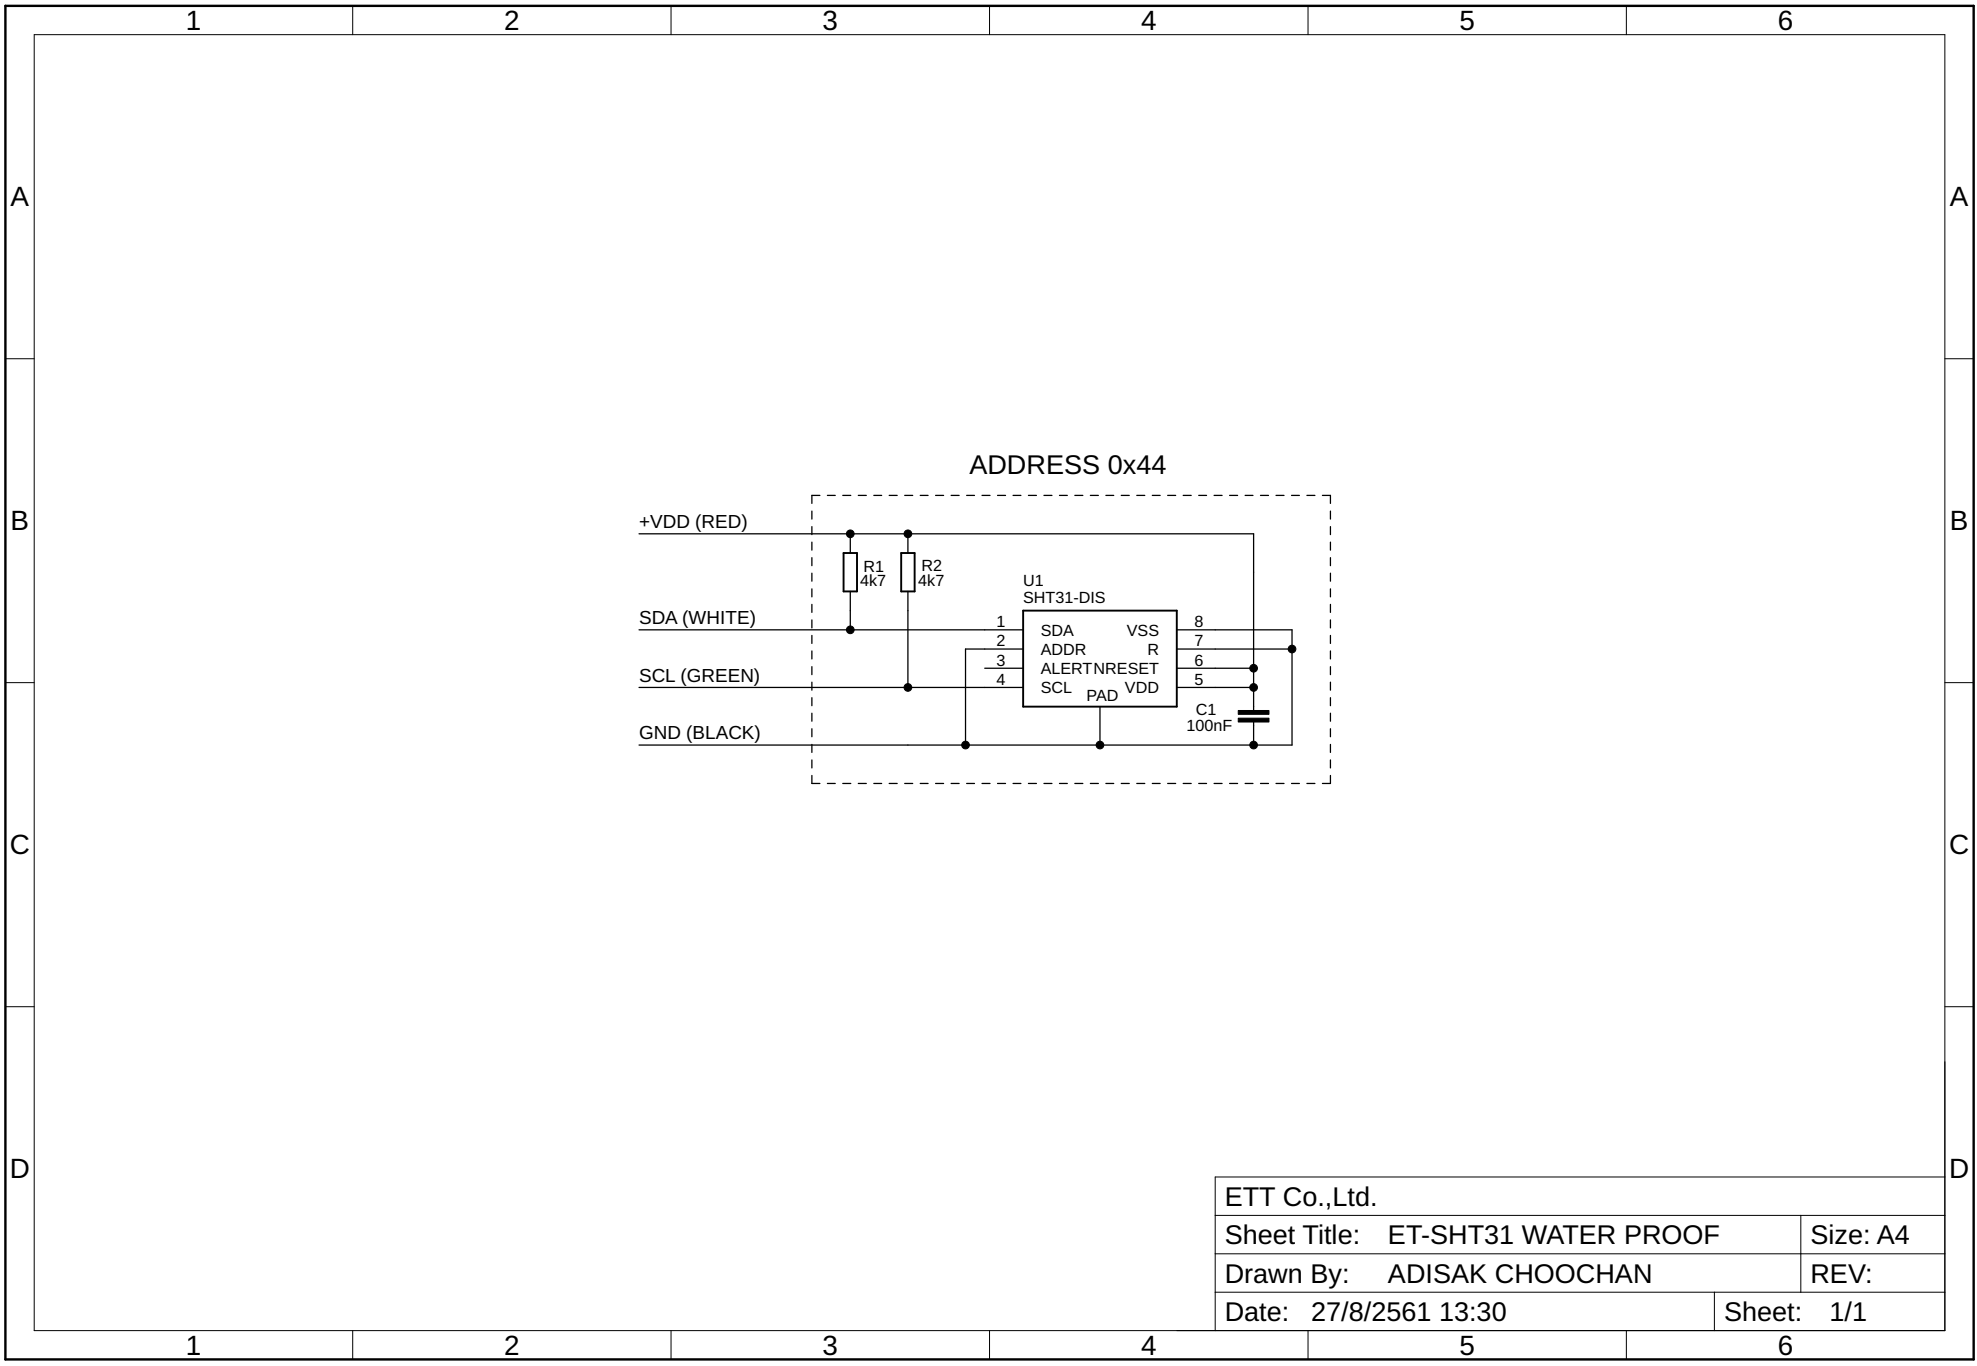 1 2 3 4 5 6
A A
ADDRESS 0x44
B B
+VDD (RED)
R1 R2
4k7 4k7
U1
SHT31-DIS
SDA (WHITE)
1 SDA VSS 8
2 ADDR R 7
3 ALERT NRESET 6
SCL (GREEN)
4 SCL PAD VDD 5
C1
100nF
GND (BLACK)
C C
D D
ETT Co.,Ltd.
Sheet Title: ET-SHT31 WATER PROOF Size: A4
Drawn By: ADISAK CHOOCHAN REV:
Date: 27/8/2561 13:30 Sheet: 1/1
1 2 3 4 5 6